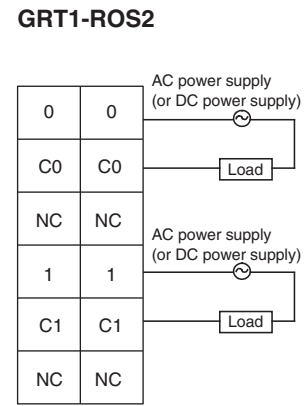 GRT1-ROS2
AC power supply
(or DC power supply)
0 0
C0 C0 Load
NC NC
AC power supply
(or DC power supply)
1 1
C1 C1 Load
NC NC